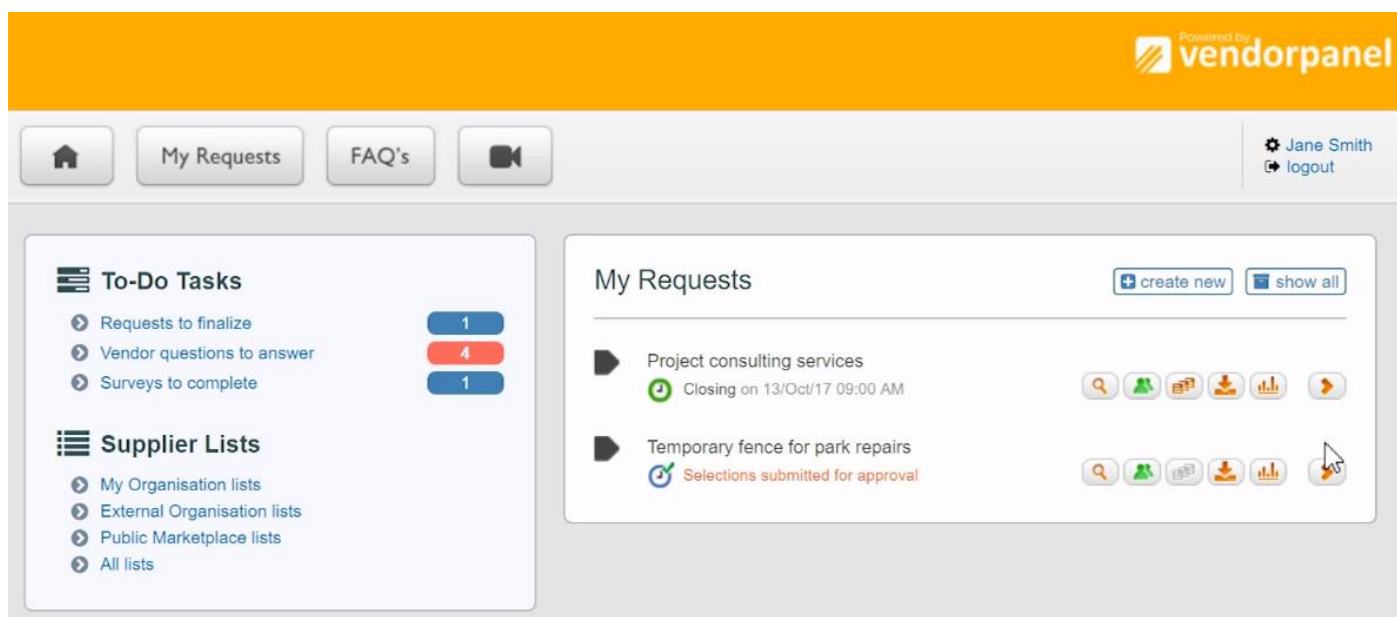 Powered by
vendorpanel
My Requests
FAQ's
Jane Smith
logout
To-Do Tasks
Requests to finalize 1
Vendor questions to answer 4
Surveys to complete 1
Supplier Lists
My Organisation lists
External Organisation lists
Public Marketplace lists
All lists
My Requests
create new
show all
Project consulting services
Closing on 13/Oct/17 09:00 AM
Temporary fence for park repairs
Selections submitted for approval